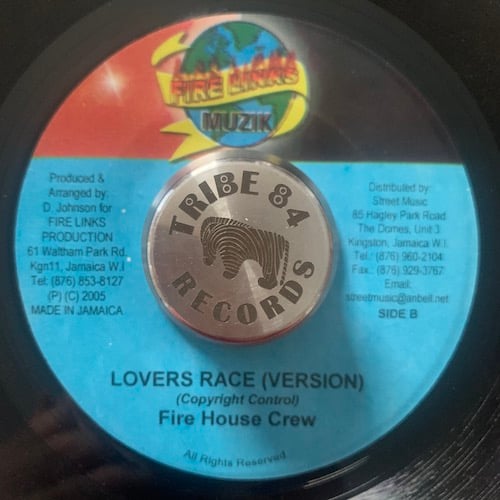 FIRE LINKS
MUZIK
Produced &
Arranged by:
D. Johnson for
FIRE LINKS
PRODUCTION
61 Waltham Park Rd.
Kgn11, Jamaica W.I
Tel: (876) 853-8127
(P) (C) 2005
MADE IN JAMAICA
TRIBE 84
RECORDS
Distributed by:
Street Music
85 Hagley Park Road
The Domes, Unit 3
Kingston, Jamaica W.I.
Tel.: (876) 960-2104
Fax.: (876) 929-3767
Email:
streetmusic@anbell.net
SIDE B
LOVERS RACE (VERSION)
(Copyright Control)
Fire House Crew
All Rights Reserved